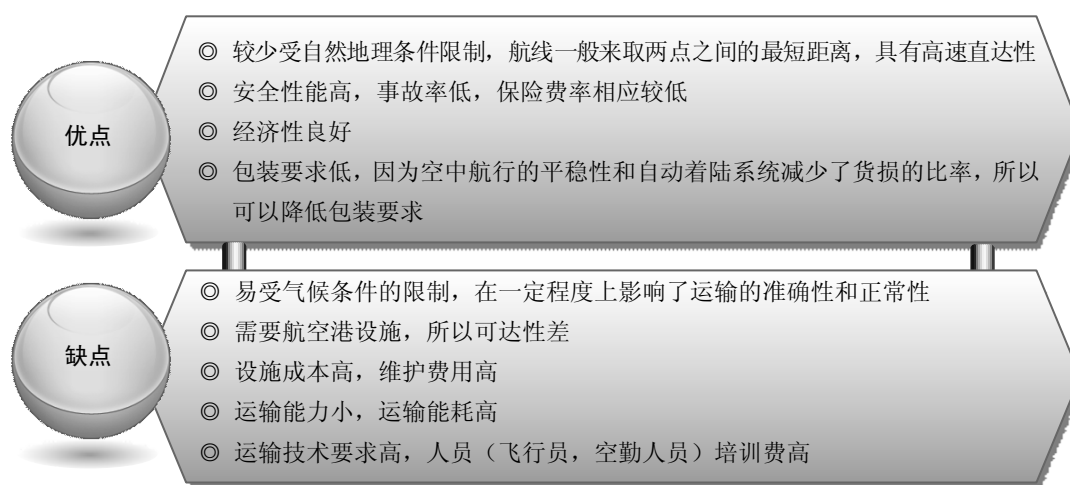 优点
◎ 较少受自然地理条件限制，航线一般来取两点之间的最短距离，具有高速直达性
◎ 安全性能高，事故率低，保险费率相应较低
◎ 经济性良好
◎ 包装要求低，因为空中航行的平稳性和自动着陆系统减少了货损的比率，所以
可以降低包装要求
缺点
◎ 易受气候条件的限制，在一定程度上影响了运输的准确性和正常性
◎ 需要航空港设施，所以可达性差
◎ 设施成本高，维护费用高
◎ 运输能力小，运输能耗高
◎ 运输技术要求高，人员（飞行员，空勤人员）培训费高